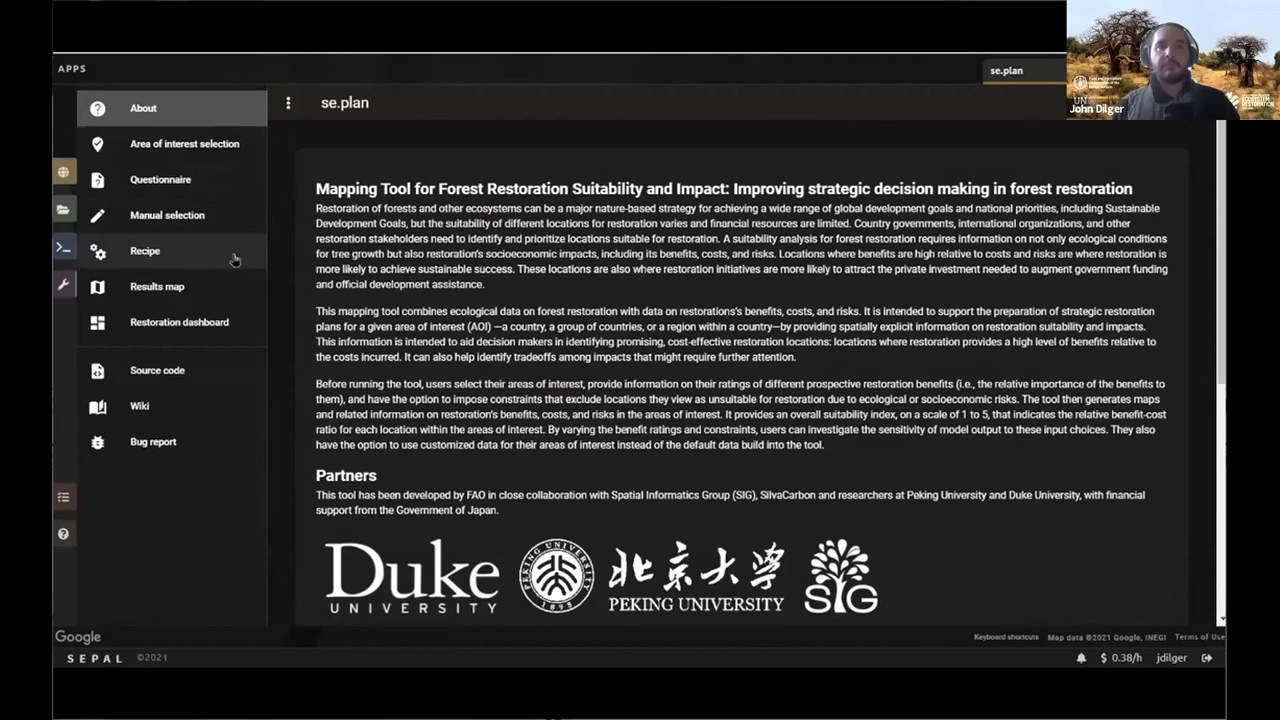 APPS
se.plan
John Dilger
UN
ECOSYSTEM
RESTORATION
About
Area of interest selection
Questionnaire
Manual selection
Recipe
Results map
Restoration dashboard
Source code
Wiki
Bug report
se.plan
Mapping Tool for Forest Restoration Suitability and Impact: Improving strategic decision making in forest restoration
Restoration of forests and other ecosystems can be a major nature-based strategy for achieving a wide range of global development goals and national priorities, including Sustainable
Development Goals, but the suitability of different locations for restoration varies and financial resources are limited. Country governments, international organizations, and other
restoration stakeholders need to identify and prioritize locations suitable for restoration. A suitability analysis for forest restoration requires information on not only ecological conditions
for tree growth but also restoration's socioeconomic impacts, including its benefits, costs, and risks. Locations where benefits are high relative to costs and risks are where restoration is
more likely to achieve sustainable success. These locations are also where restoration initiatives are more likely to attract the private investment needed to augment government funding
and official development assistance.
This mapping tool combines ecological data on forest restoration with data on restorations's benefits, costs, and risks. It is intended to support the preparation of strategic restoration
plans for a given area of interest (AOI) —a country, a group of countries, or a region within a country—by providing spatially explicit information on restoration suitability and impacts.
This information is intended to aid decision makers in identifying promising, cost-effective restoration locations: locations where restoration provides a high level of benefits relative to
the costs incurred. It can also help identify tradeoffs among impacts that might require further attention.
Before running the tool, users select their areas of interest, provide information on their ratings of different prospective restoration benefits (i.e., the relative importance of the benefits to
them), and have the option to impose constraints that exclude locations they view as unsuitable for restoration due to ecological or socioeconomic risks. The tool then generates maps
and related information on restoration's benefits, costs, and risks in the areas of interest. It provides an overall suitability index, on a scale of 1 to 5, that indicates the relative benefit-cost
ratio for each location within the areas of interest. By varying the benefit ratings and constraints, users can investigate the sensitivity of model output to these input choices. They also
have the option to use customized data for their areas of interest instead of the default data build into the tool.
Partners
This tool has been developed by FAO in close collaboration with Spatial Informatics Group (SIG), SilvaCarbon and researchers at Peking University and Duke University, with financial
support from the Government of Japan.
Duke
UNIVERSITY
PEKING UNIVERSITY
1898
北京大学
PEKING UNIVERSITY
SIG
Google
Keyboard shortcuts
Map data ©2021 Google, INEGI
Terms of Use
SEPAL ©2021
$ 0.38/h
jdilger